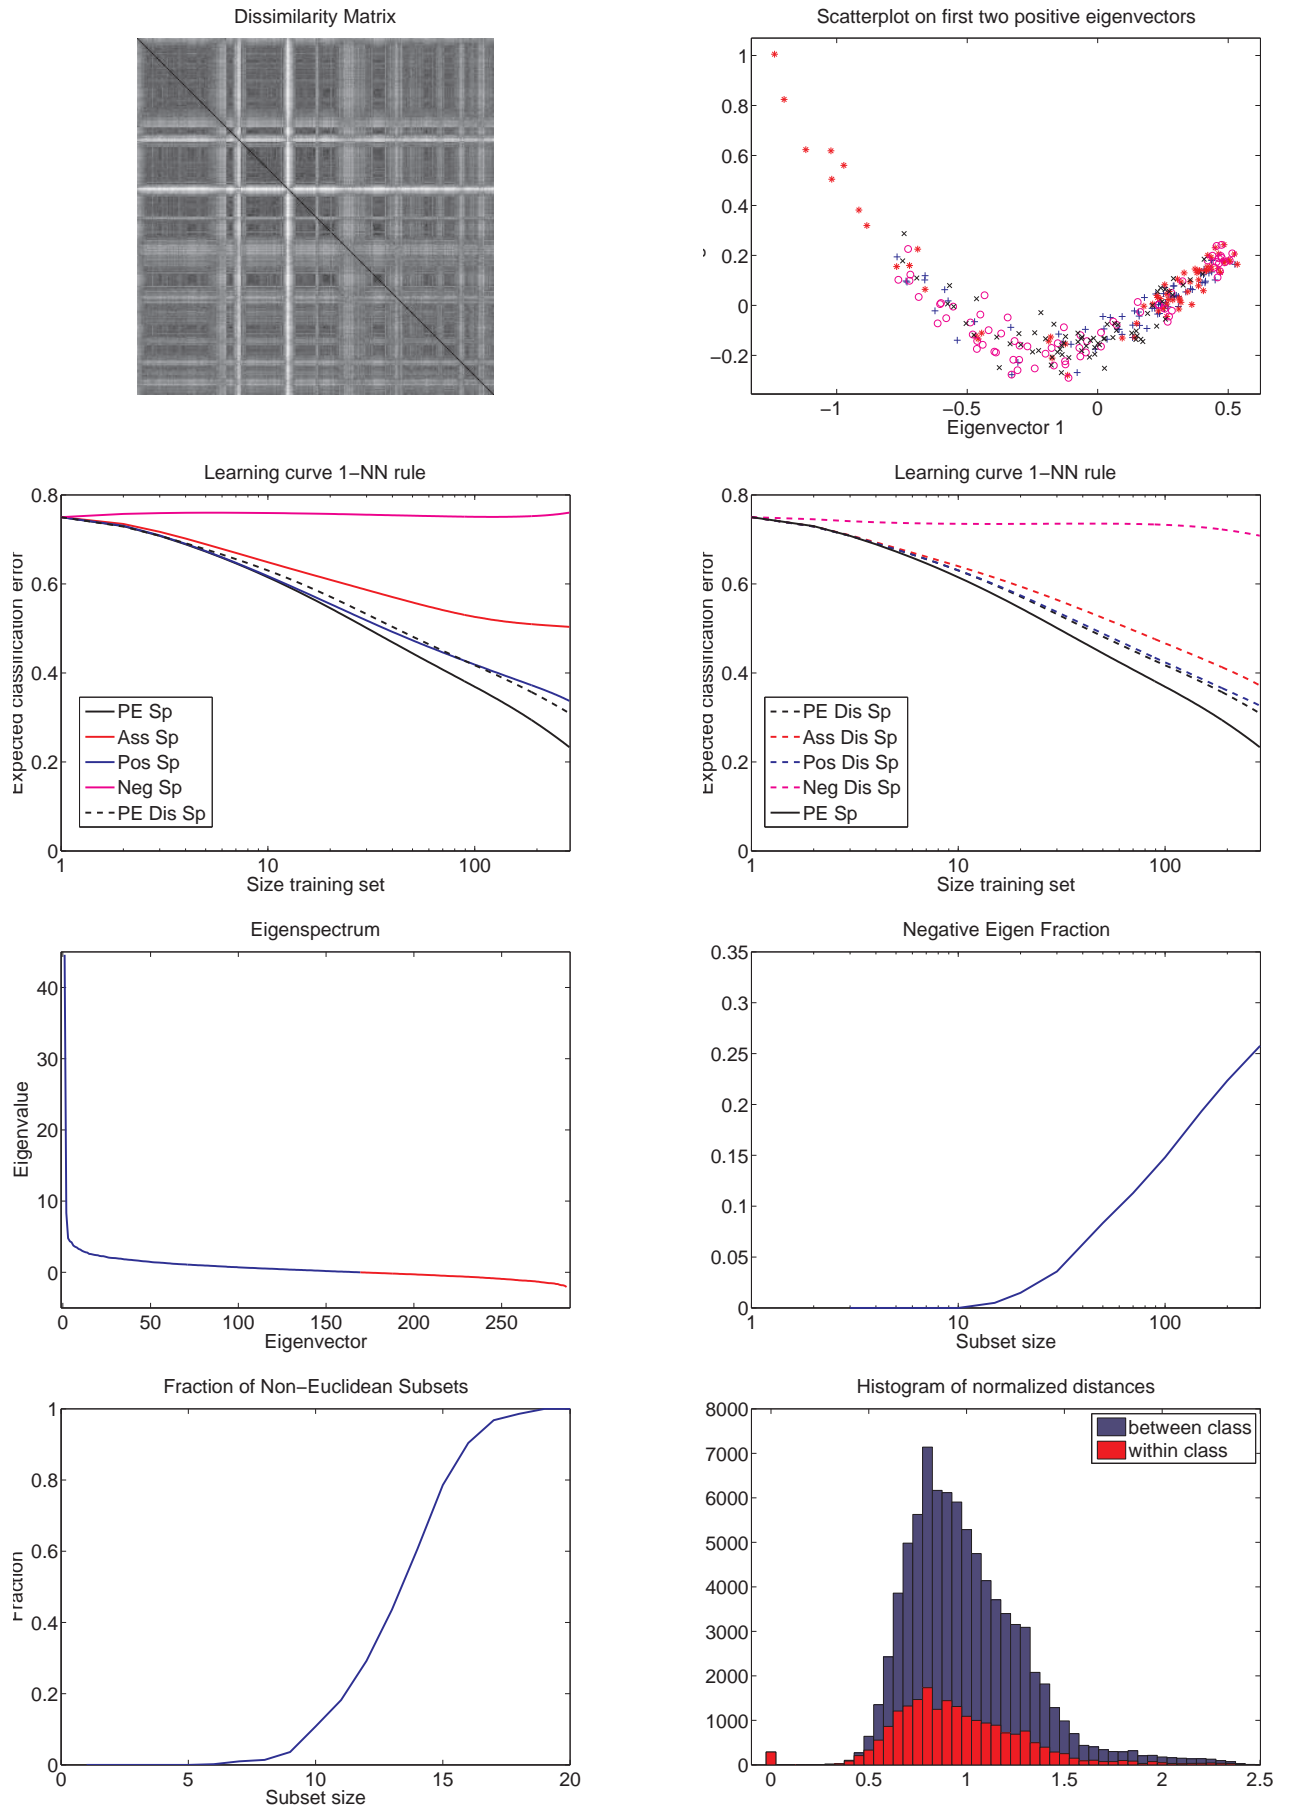 Dissimilarity Matrix
Scatterplot on first two positive eigenvectors
1
0.8
0.6
0.4
0.2
0
−0.2
−1
−0.5
0
0.5
Eigenvector 1
Learning curve 1−NN rule
Expected classification error
0.8
0.6
0.4
0.2
0
PE Sp
Ass Sp
Pos Sp
Neg Sp
PE Dis Sp
1
10
100
Size training set
Learning curve 1−NN rule
Expected classification error
0.8
0.6
0.4
0.2
0
PE Dis Sp
Ass Dis Sp
Pos Dis Sp
Neg Dis Sp
PE Sp
1
10
100
Size training set
Eigenspectrum
Eigenvalue
40
30
20
10
0
0
50
100
150
200
250
Eigenvector
Negative Eigen Fraction
0.35
0.3
0.25
0.2
0.15
0.1
0.05
0
1
10
100
Subset size
Fraction of Non−Euclidean Subsets
Fraction
1
0.8
0.6
0.4
0.2
0
0
5
10
15
20
Subset size
Histogram of normalized distances
8000
7000
6000
5000
4000
3000
2000
1000
0
between class
within class
0
0.5
1
1.5
2
2.5